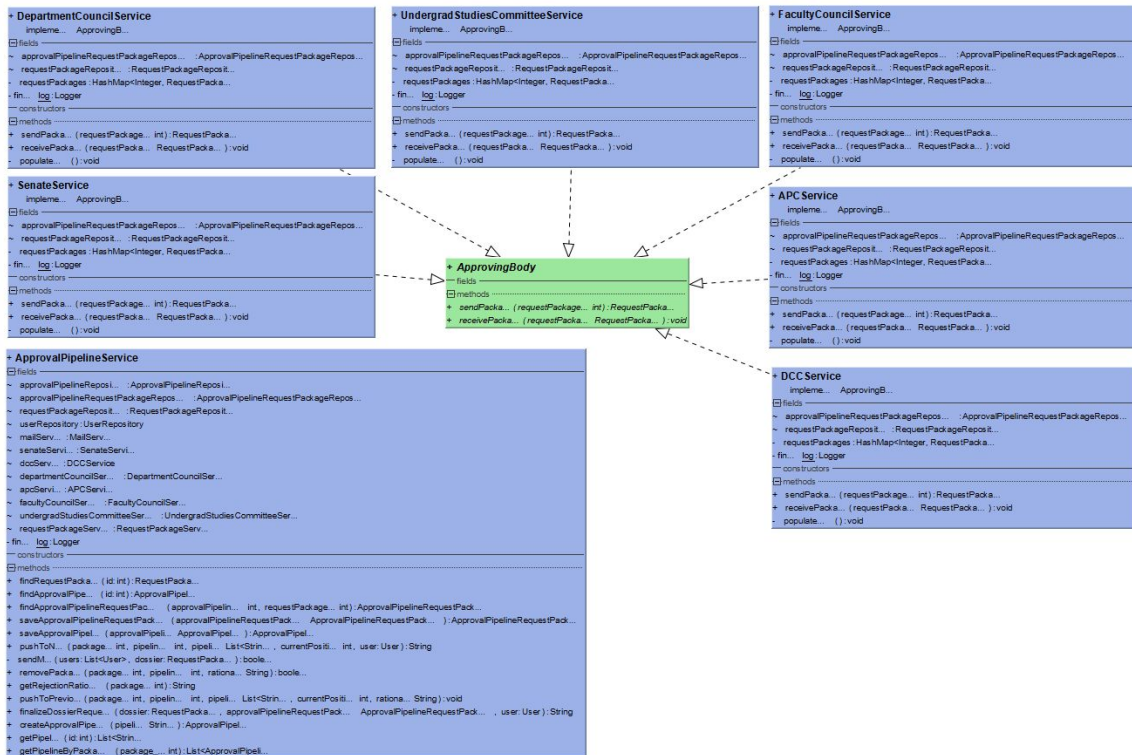 + DepartmentCouncilService
impleme... ApprovingB...
fields
~ approvalPipelineRequestPackageRepos... :ApprovalPipelineRequestPackageRepos...
~ requestPackageReposit... :RequestPackageReposit...
- requestPackages :HashMap<Integer, RequestPacka...
- fin... log :Logger
constructors
methods
+ sendPacka... (requestPackage... int) :RequestPacka...
+ receivePacka... (requestPacka... RequestPacka... ) :void
- populate... () :void
+ UndergradStudiesCommitteeService
impleme... ApprovingB...
fields
~ approvalPipelineRequestPackageRepos... :ApprovalPipelineRequestPackageRepos...
~ requestPackageReposit... :RequestPackageReposit...
- requestPackages :HashMap<Integer, RequestPacka...
- fin... log :Logger
constructors
methods
+ sendPacka... (requestPackage... int) :RequestPacka...
+ receivePacka... (requestPacka... RequestPacka... ) :void
- populate... () :void
+ FacultyCouncilService
impleme... ApprovingB...
fields
~ approvalPipelineRequestPackageRepos... :ApprovalPipelineRequestPackageRepos...
~ requestPackageReposit... :RequestPackageReposit...
- requestPackages :HashMap<Integer, RequestPacka...
- fin... log :Logger
constructors
methods
+ sendPacka... (requestPackage... int) :RequestPacka...
+ receivePacka... (requestPacka... RequestPacka... ) :void
- populate... () :void
+ SenateService
impleme... ApprovingB...
fields
~ approvalPipelineRequestPackageRepos... :ApprovalPipelineRequestPackageRepos...
~ requestPackageReposit... :RequestPackageReposit...
- requestPackages :HashMap<Integer, RequestPacka...
- fin... log :Logger
constructors
methods
+ sendPacka... (requestPackage... int) :RequestPacka...
+ receivePacka... (requestPacka... RequestPacka... ) :void
- populate... () :void
+ ApprovingBody
fields
methods
+ sendPacka... (requestPackage... int) :RequestPacka...
+ receivePacka... (requestPacka... RequestPacka... ) :void
+ APCService
impleme... ApprovingB...
fields
~ approvalPipelineRequestPackageRepos... :ApprovalPipelineRequestPackageRepos...
~ requestPackageReposit... :RequestPackageReposit...
- requestPackages :HashMap<Integer, RequestPacka...
- fin... log :Logger
constructors
methods
+ sendPacka... (requestPackage... int) :RequestPacka...
+ receivePacka... (requestPacka... RequestPacka... ) :void
- populate... () :void
+ ApprovalPipelineService
fields
~ approvalPipelineReposi... :ApprovalPipelineReposi...
~ approvalPipelineRequestPackageRepos... :ApprovalPipelineRequestPackageRepos...
~ requestPackageReposit... :RequestPackageReposit...
~ userRepository :UserRepository
~ mailServ... :MailServ...
~ senateServi... :SenateServi...
~ dccServ... :DCCService
~ departmentCouncilSer... :DepartmentCouncilSer...
~ apcServi... :APCServi...
~ facultyCouncilSer... :FacultyCouncilSer...
~ undergradStudiesCommitteeSer... :UndergradStudiesCommitteeSer...
~ requestPackageServ... :RequestPackageServ...
- fin... log :Logger
constructors
methods
+ findRequestPacka... (id: int) :RequestPacka...
+ findApprovalPipe... (id: int) :ApprovalPipel...
+ findApprovalPipelineRequestPac... (approvalPipelin... int, requestPackage... int) :ApprovalPipelineRequestPack...
+ saveApprovalPipelineRequestPack... (approvalPipelineRequestPack... ApprovalPipelineRequestPack... ) :ApprovalPipelineRequestPack...
+ saveApprovalPipel... (approvalPipeli... ApprovalPipel... ) :ApprovalPipel...
+ pushToN... (package... int, pipelin... int, pipeli... List<Strin... , currentPositi... int, user: User) :String
- sendM... (users: List<User>, dossier: RequestPacka... ) :boole...
+ removePacka... (package... int, pipelin... int, rationa... String) :boole...
+ getRejectionRatio... (package... int) :String
+ pushToPrevio... (package... int, pipelin... int, pipeli... List<Strin... , currentPositi... int, rationa... String) :void
+ finalizeDossierReque... (dossier: RequestPacka... , approvalPipelineRequestPack... ApprovalPipelineRequestPack... , user: User) :String
+ createApprovalPipe... (pipeli... Strin... ) :ApprovalPipel...
+ getPipel... (id: int) :List<Strin...
+ getPipelineByPacka... (package_... int) :List<ApprovalPipeli...
+ DCCService
impleme... ApprovingB...
fields
~ approvalPipelineRequestPackageRepos... :ApprovalPipelineRequestPackageRepos...
~ requestPackageReposit... :RequestPackageReposit...
- requestPackages :HashMap<Integer, RequestPacka...
- fin... log :Logger
constructors
methods
+ sendPacka... (requestPackage... int) :RequestPacka...
+ receivePacka... (requestPacka... RequestPacka... ) :void
- populate... () :void